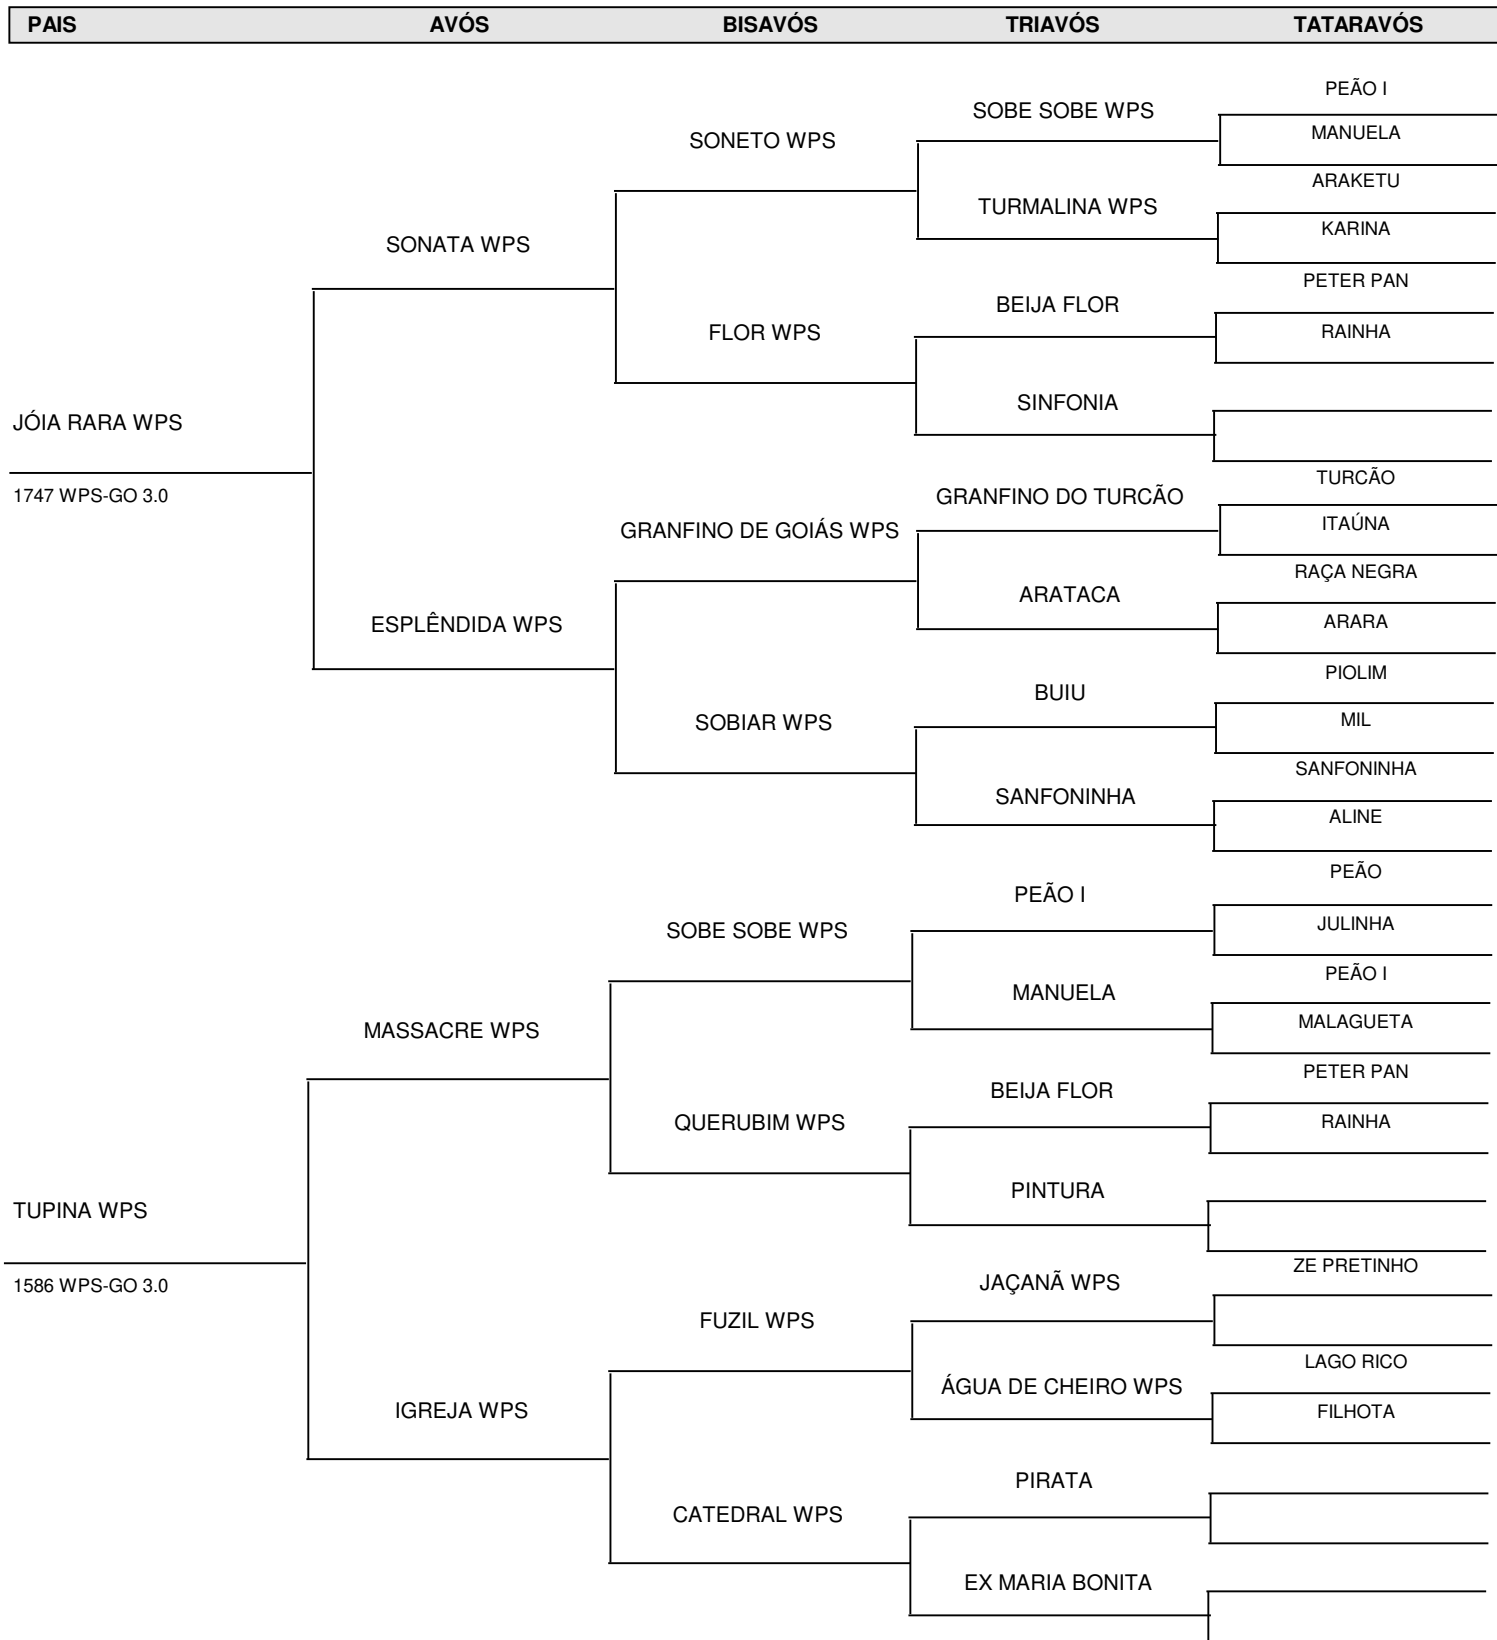 PAIS AVÓS BISAVÓS TRIAVÓS TATARAVÓS
PEÃO I
SOBE SOBE WPS
MANUELA
SONETO WPS
ARAKETU
TURMALINA WPS
KARINA
SONATA WPS
PETER PAN
BEIJA FLOR
RAINHA
FLOR WPS
SINFONIA
JÓIA RARA WPS
TURCÃO
1747 WPS-GO 3.0
GRANFINO DO TURCÃO
ITAÚNA
GRANFINO DE GOIÁS WPS
RAÇA NEGRA
ARATACA
ARARA
ESPLÊNDIDA WPS
PIOLIM
BUIU
MIL
SOBIAR WPS
SANFONINHA
SANFONINHA
ALINE
PEÃO
PEÃO I
JULINHA
SOBE SOBE WPS
PEÃO I
MANUELA
MALAGUETA
MASSACRE WPS
PETER PAN
BEIJA FLOR
RAINHA
QUERUBIM WPS
PINTURA
TUPINA WPS
ZE PRETINHO
1586 WPS-GO 3.0
JAÇANÃ WPS
FUZIL WPS
LAGO RICO
ÁGUA DE CHEIRO WPS
FILHOTA
IGREJA WPS
PIRATA
CATEDRAL WPS
EX MARIA BONITA